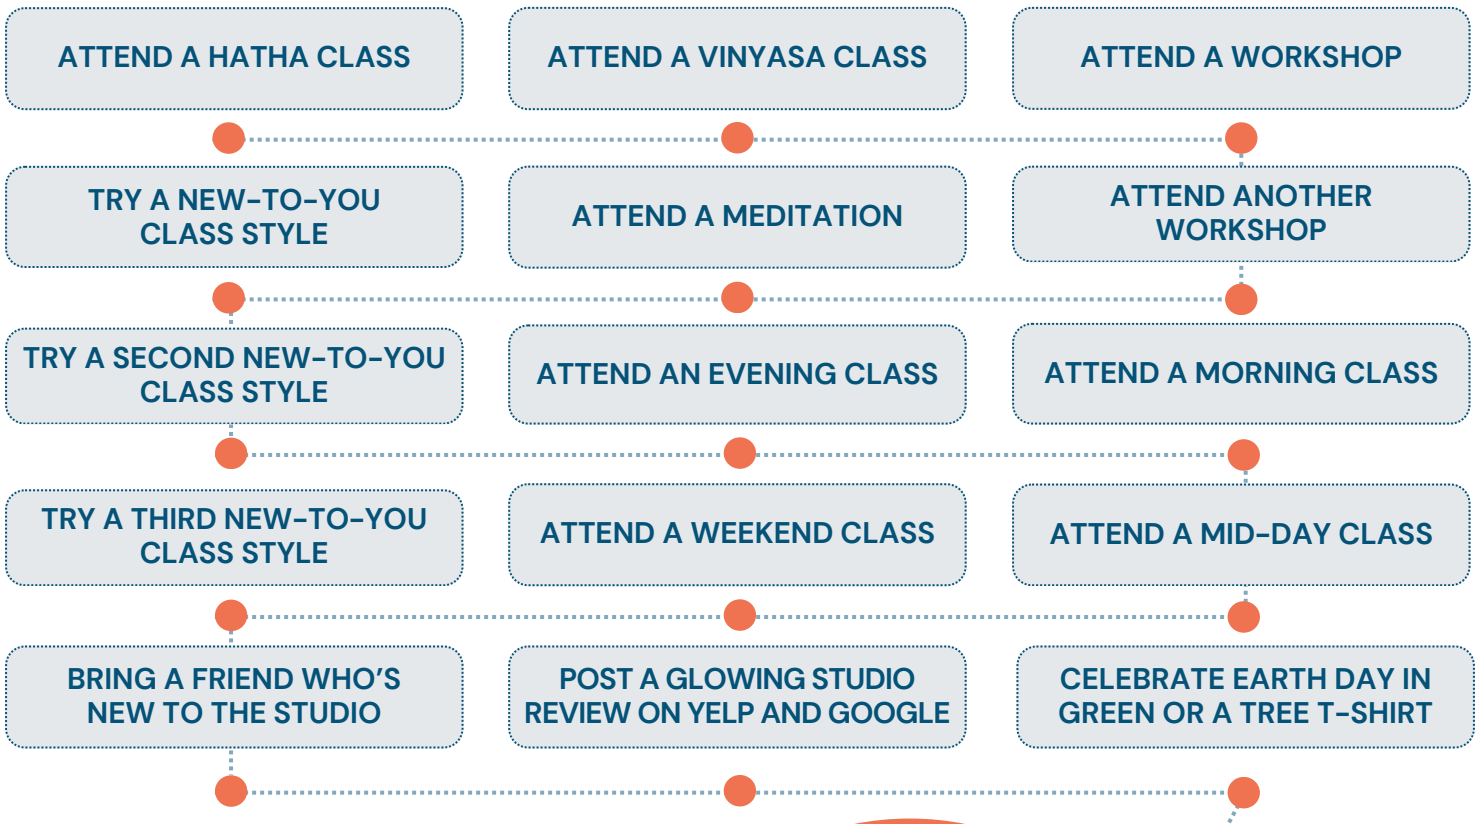 ATTEND A HATHA CLASS
ATTEND A VINYASA CLASS
ATTEND A WORKSHOP
TRY A NEW-TO-YOU
CLASS STYLE
ATTEND A MEDITATION
ATTEND ANOTHER
WORKSHOP
TRY A SECOND NEW-TO-YOU
CLASS STYLE
ATTEND AN EVENING CLASS
ATTEND A MORNING CLASS
TRY A THIRD NEW-TO-YOU
CLASS STYLE
ATTEND A WEEKEND CLASS
ATTEND A MID-DAY CLASS
BRING A FRIEND WHO’S
NEW TO THE STUDIO
POST A GLOWING STUDIO
REVIEW ON YELP AND GOOGLE
CELEBRATE EARTH DAY IN
GREEN OR A TREE T-SHIRT